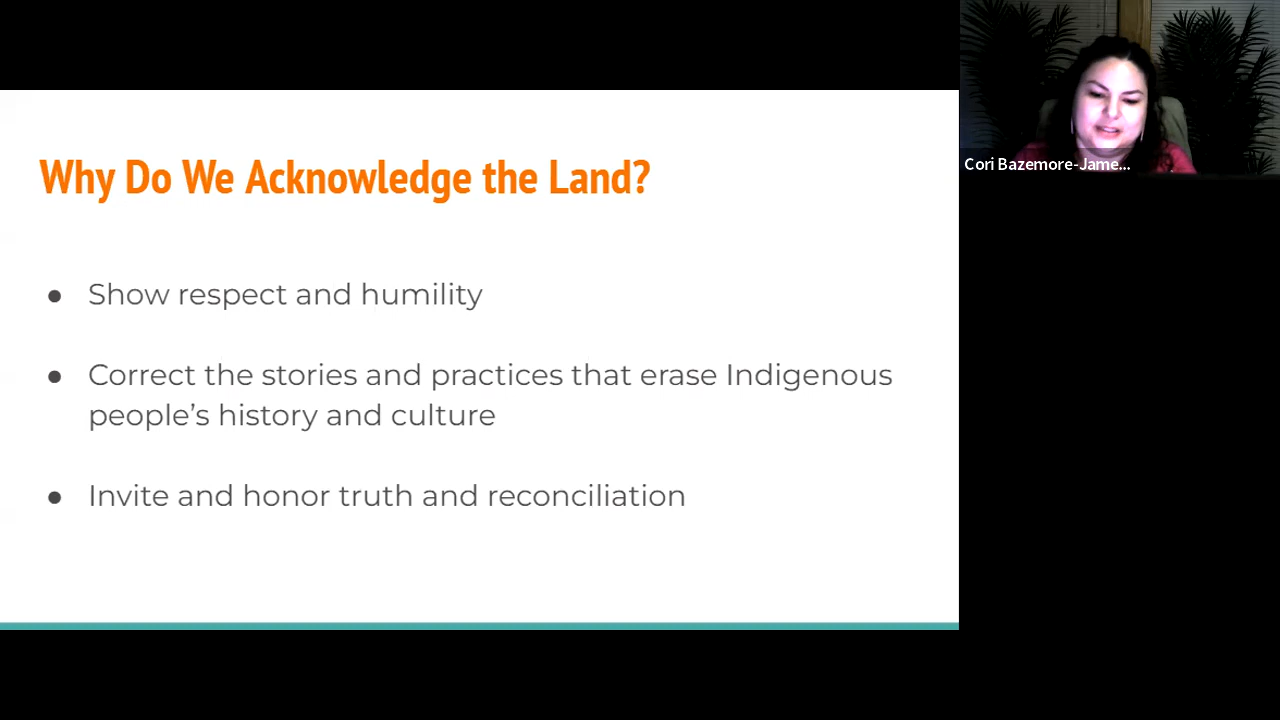 Why Do We Acknowledge the Land?
● Show respect and humility
● Correct the stories and practices that erase Indigenous
people’s history and culture
● Invite and honor truth and reconciliation
Cori Bazemore-Jame...